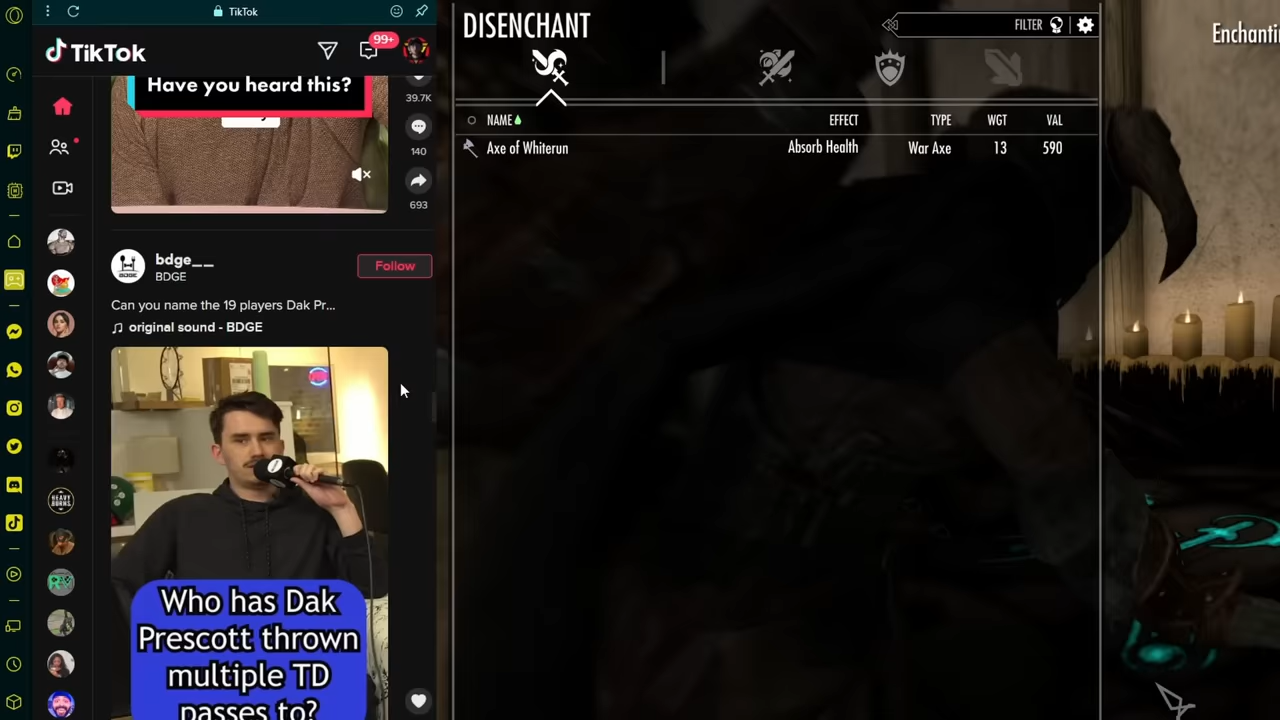 TikTok
TikTok
99+
Have you heard this?
39.7K
140
693
bdge__
BDGE
Follow
Can you name the 19 players Dak Pr...
original sound - BDGE
Who has Dak
Prescott thrown
multiple TD
passes to?
DISENCHANT
FILTER
Enchanti
NAME EFFECT TYPE WGT VAL
Axe of Whiterun Absorb Health War Axe 13 590